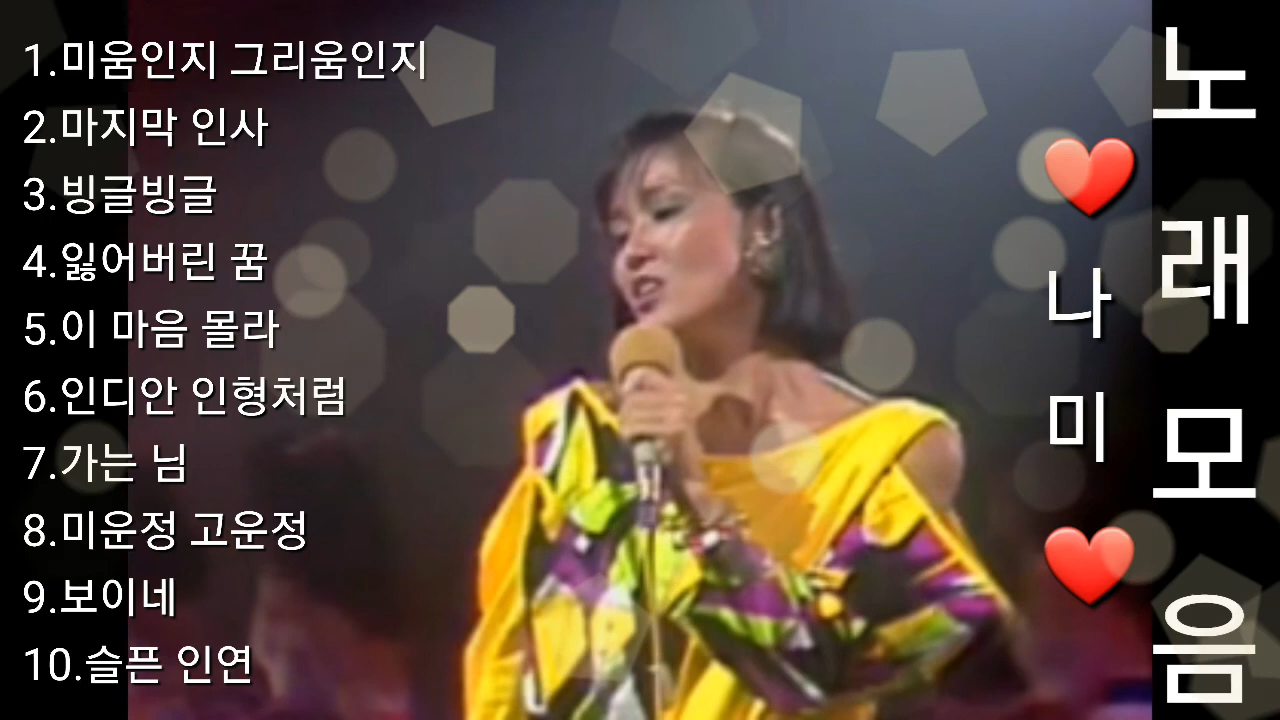 1.미움인지 그리움인지
2.마지막 인사
3.빙글빙글
4.잃어버린 꿈
5.이 마음 몰라
6.인디안 인형처럼
7.가는 님
8.미운정 고운정
9.보이네
10.슬픈 인연
❤️나미❤️
노래모음